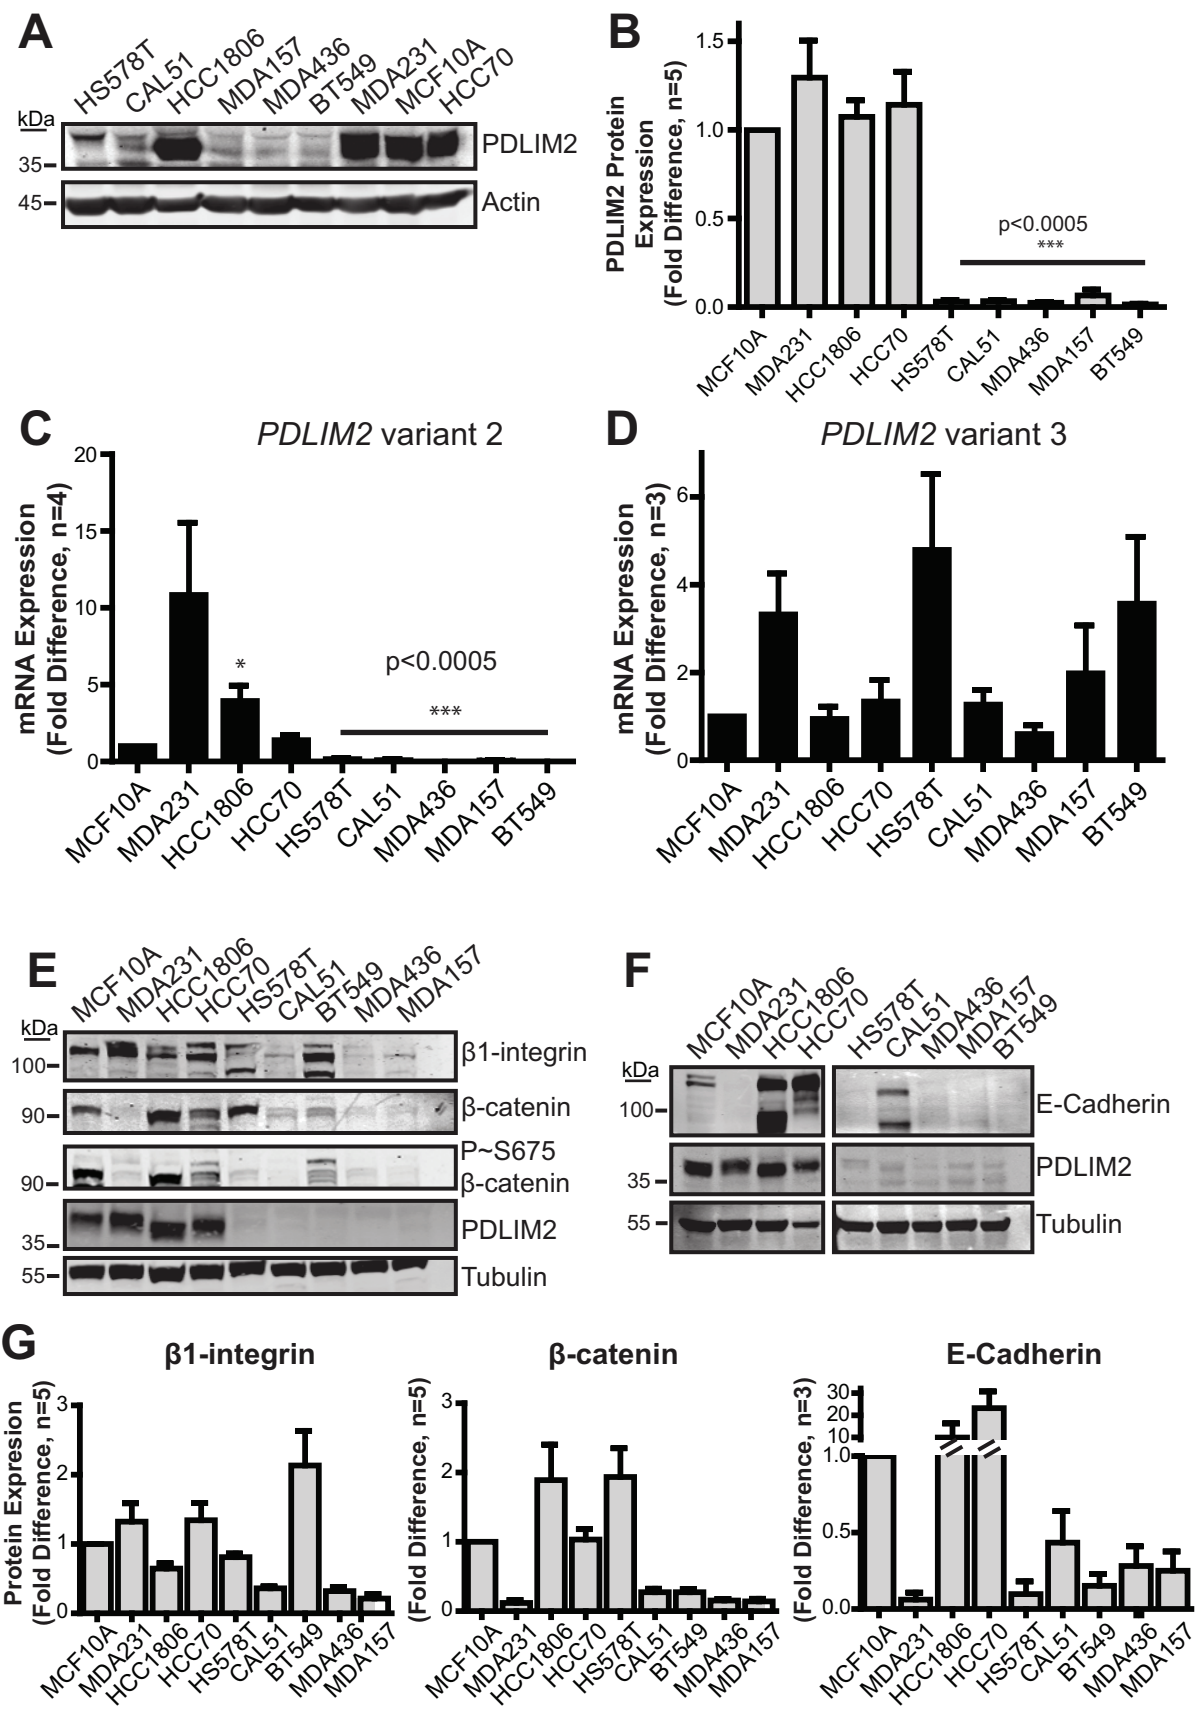 A
HS578T
CAL51
HCC1806
MDA157
MDA436
BT549
MDA231
MCF10A
HCC70
kDa
35
PDLIM2
45
Actin
B
PDLIM2 Protein
Expression
(Fold Difference, n=5)
1.5
1.0
0.5
0.0
p<0.0005
***
MCF10A
MDA231
HCC1806
HCC70
HS578T
CAL51
MDA436
MDA157
BT549
C
PDLIM2 variant 2
mRNA Expression
(Fold Difference, n=4)
20
15
10
5
0
*
p<0.0005
***
MCF10A
MDA231
HCC1806
HCC70
HS578T
CAL51
MDA436
MDA157
BT549
D
PDLIM2 variant 3
mRNA Expression
(Fold Difference, n=3)
6
4
2
0
MCF10A
MDA231
HCC1806
HCC70
HS578T
CAL51
MDA436
MDA157
BT549
E
MCF10A
MDA231
HCC1806
HCC70
HS578T
CAL51
BT549
MDA436
MDA157
kDa
100
β1-integrin
90
β-catenin
90
P~S675
β-catenin
35
PDLIM2
55
Tubulin
F
MCF10A
MDA231
HCC1806
HCC70
HS578T
CAL51
MDA436
MDA157
BT549
kDa
100
E-Cadherin
35
PDLIM2
55
Tubulin
G
β1-integrin
Protein Expresion
(Fold Difference, n=5)
3
2
1
0
MCF10A
MDA231
HCC1806
HCC70
HS578T
CAL51
BT549
MDA436
MDA157
β-catenin
(Fold Difference, n=5)
3
2
1
0
MCF10A
MDA231
HCC1806
HCC70
HS578T
CAL51
BT549
MDA436
MDA157
E-Cadherin
(Fold Difference, n=3)
30
20
10
1.0
0.5
0.0
MCF10A
MDA231
HCC1806
HCC70
HS578T
CAL51
BT549
MDA436
MDA157